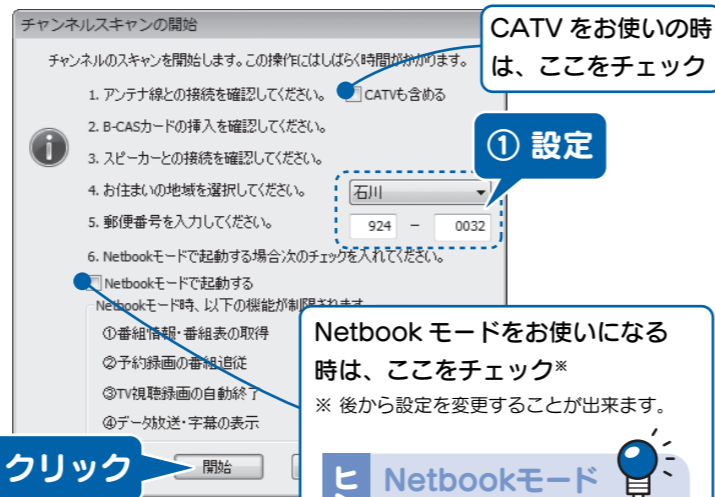 チャンネルスキャンの開始
CATV をお使いの時
は、ここをチェック
チャンネルのスキャンを開始します。この操作にはしばらく時間がかかります。
1. アンテナ線との接続を確認してください。
CATVも含める
2. B-CASカードの挿入を確認してください。
3. スピーカーとの接続を確認してください。
① 設定
4. お住まいの地域を選択してください。
石川
5. 郵便番号を入力してください。
924 － 0032
6. Netbookモードで起動する場合次のチェックを入れてください。
Netbookモードで起動する
Netbookモード時、以下の機能が制限されます
①番組情報・番組表の取得
②予約録画の番組追従
③TV視聴録画の自動終了
④データ放送・字幕の表示
Netbook モードをお使いになる
時は、ここをチェック※
※ 後から設定を変更することが出来ます。
クリック
開始
ヒ
Netbookモード